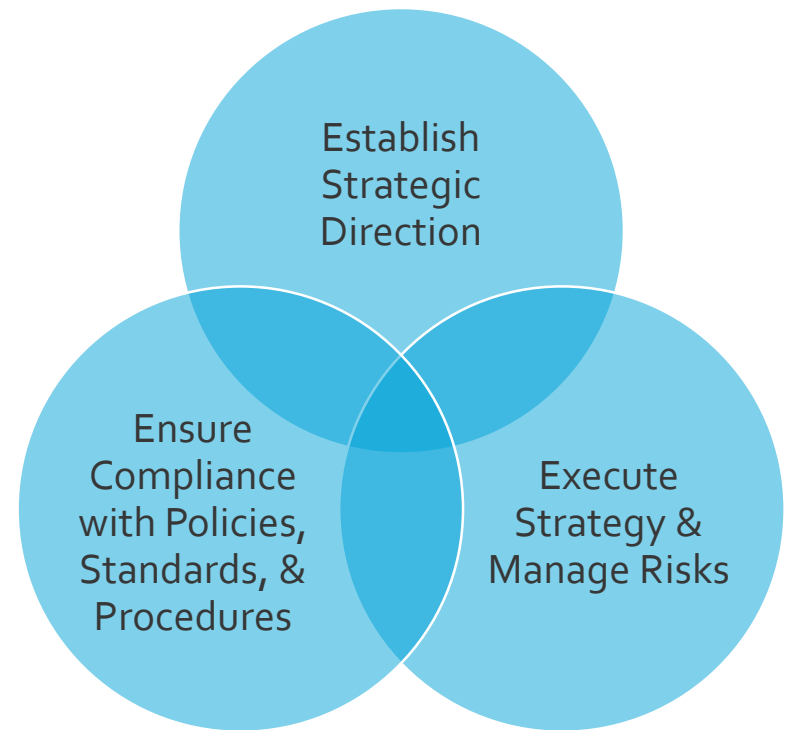 Establish
Strategic
Direction
Ensure
Compliance
with Policies,
Standards, &
Procedures
Execute
Strategy &
Manage Risks